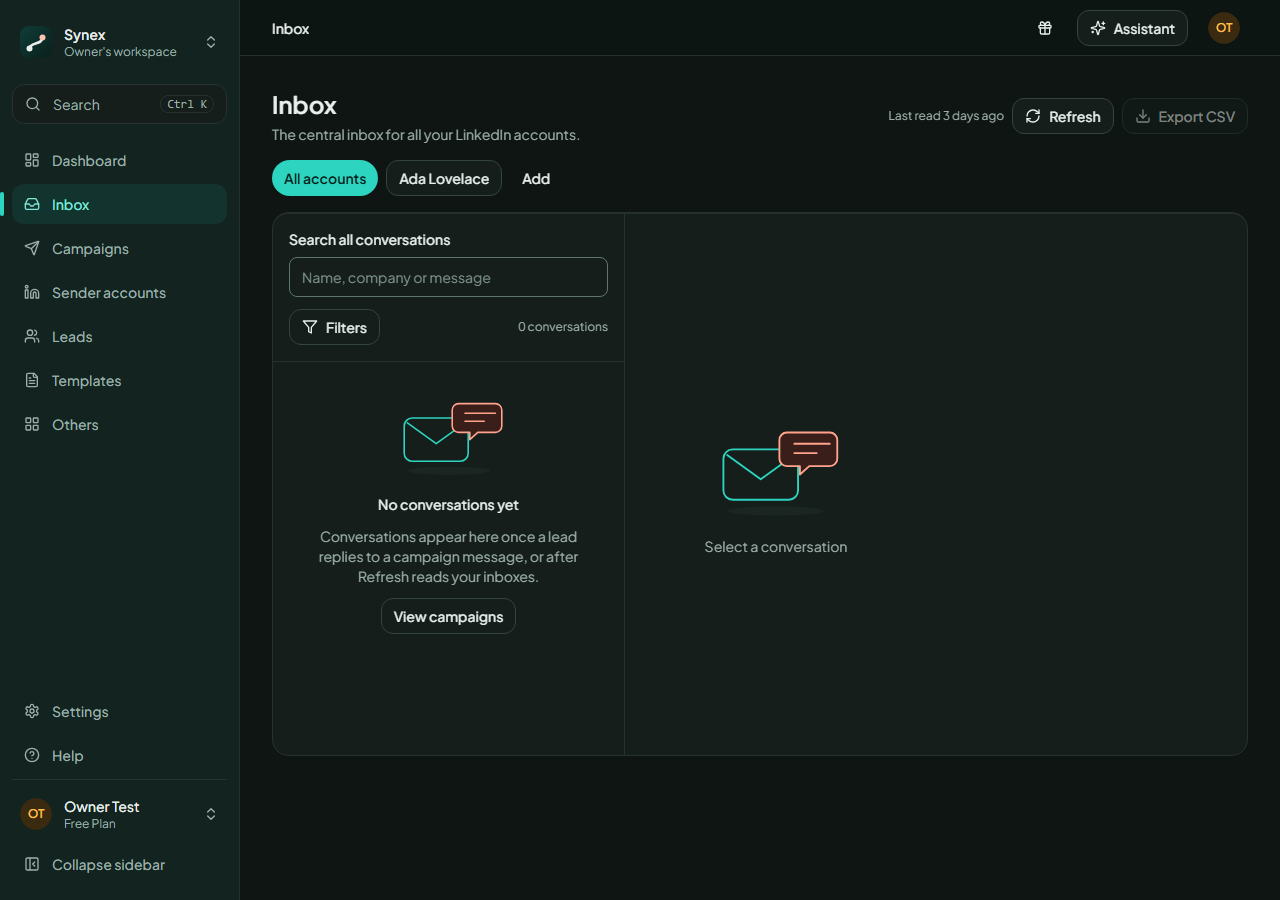 Synex
Owner's workspace
Search
Ctrl K
Dashboard
Inbox
Campaigns
Sender accounts
Leads
Templates
Others
Settings
Help
OT
Owner Test
Free Plan
Collapse sidebar
Inbox
Assistant
OT
Inbox
The central inbox for all your LinkedIn accounts.
Last read 3 days ago
Refresh
Export CSV
All accounts
Ada Lovelace
Add
Search all conversations
Name, company or message
Filters
0 conversations
No conversations yet
Conversations appear here once a lead
replies to a campaign message, or after
Refresh reads your inboxes.
View campaigns
Select a conversation